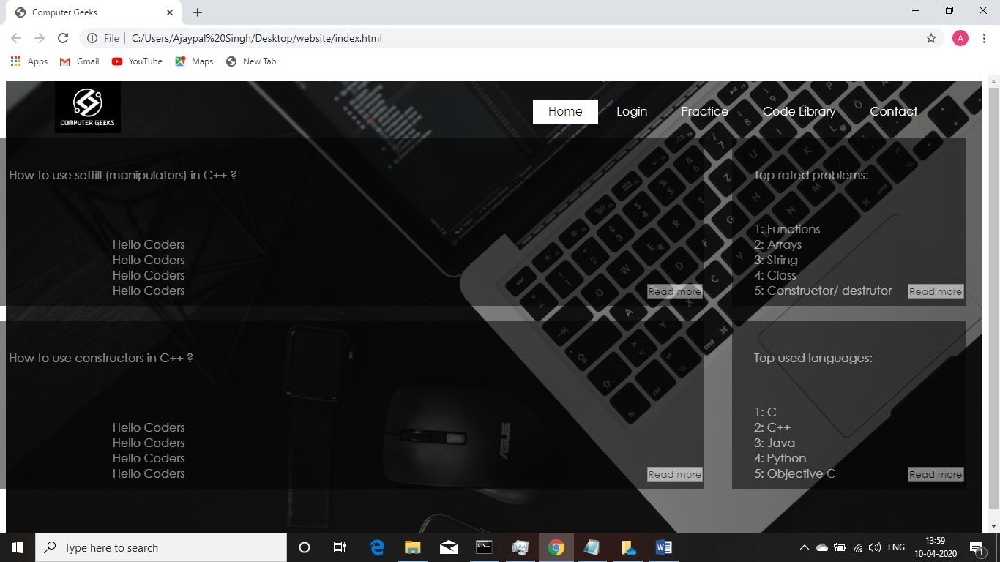 Computer Geeks
File
C:/Users/Ajaypal%20Singh/Desktop/website/index.html
A
Apps
Gmail
YouTube
Maps
New Tab
COMPUTER GEEKS
Home
Login
Practice
Code Library
Contact
How to use setfill (manipulators) in C++ ?
Hello Coders
Hello Coders
Hello Coders
Hello Coders
Read more
Top rated problems:
1: Functions
2: Arrays
3: String
4: Class
5: Constructor/ destrutor
Read more
How to use constructors in C++ ?
Hello Coders
Hello Coders
Hello Coders
Hello Coders
Read more
Top used languages:
1: C
2: C++
3: Java
4: Python
5: Objective C
Read more
ASUS
Type here to search
ENG
13:59
10-04-2020
1